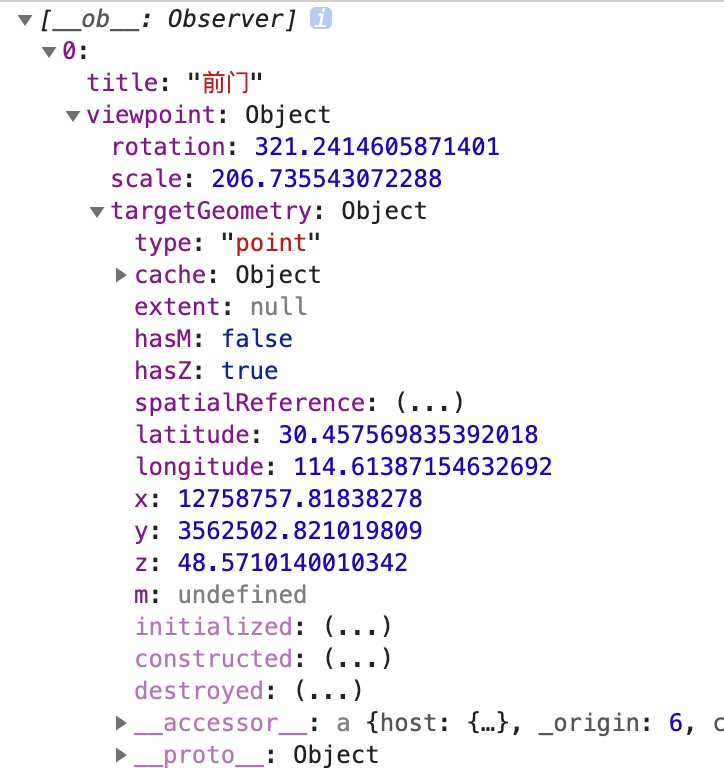 [__ob__: Observer] i
0:
title: "前门"
viewpoint: Object
rotation: 321.2414605871401
scale: 206.735543072288
targetGeometry: Object
type: "point"
cache: Object
extent: null
hasM: false
hasZ: true
spatialReference: (...)
latitude: 30.457569835392018
longitude: 114.61387154632692
x: 12758757.81838278
y: 3562502.821019809
z: 48.5710140010342
m: undefined
initialized: (...)
constructed: (...)
destroyed: (...)
__accessor__: a {host: {…}, _origin: 6, c
__proto__: Object